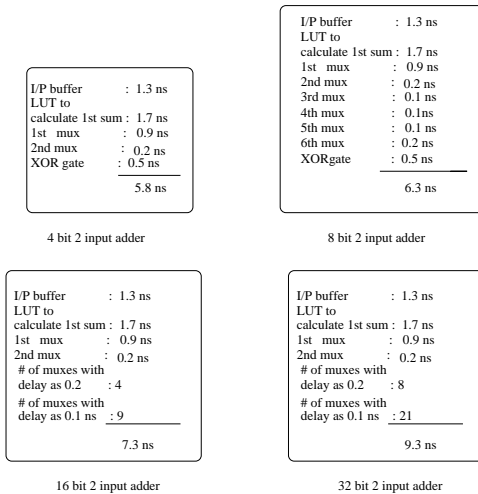 I/P buffer : 1.3 ns
LUT to
calculate 1st sum : 1.7 ns
1st mux : 0.9 ns
2nd mux : 0.2 ns
XOR gate : 0.5 ns
5.8 ns
4 bit 2 input adder
I/P buffer : 1.3 ns
LUT to
calculate 1st sum : 1.7 ns
1st mux : 0.9 ns
2nd mux : 0.2 ns
3rd mux : 0.1 ns
4th mux : 0.1ns
5th mux : 0.1 ns
6th mux : 0.2 ns
XORgate : 0.5 ns
6.3 ns
8 bit 2 input adder
I/P buffer : 1.3 ns
LUT to
calculate 1st sum : 1.7 ns
1st mux : 0.9 ns
2nd mux : 0.2 ns
# of muxes with
delay as 0.2 : 4
# of muxes with
delay as 0.1 ns : 9
7.3 ns
16 bit 2 input adder
I/P buffer : 1.3 ns
LUT to
calculate 1st sum : 1.7 ns
1st mux : 0.9 ns
2nd mux : 0.2 ns
# of muxes with
delay as 0.2 : 8
# of muxes with
delay as 0.1 ns : 21
9.3 ns
32 bit 2 input adder